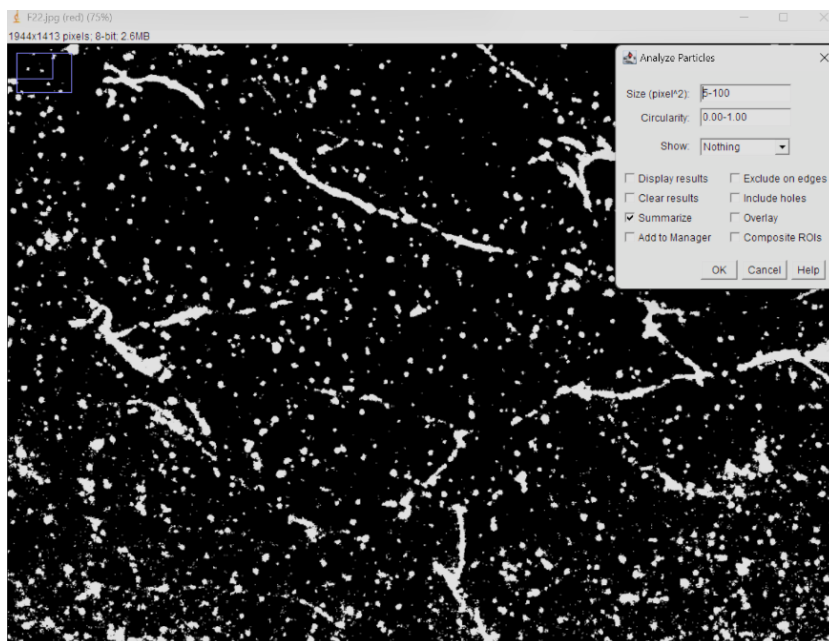 F22.jpg (red) (75%)
1944x1413 pixels; 8-bit; 2.6MB
Analyze Particles
Size (pixel^2): 5-100
Circularity: 0.00-1.00
Show: Nothing
Display results Exclude on edges
Clear results Include holes
Summarize Overlay
Add to Manager Composite ROIs
OK Cancel Help